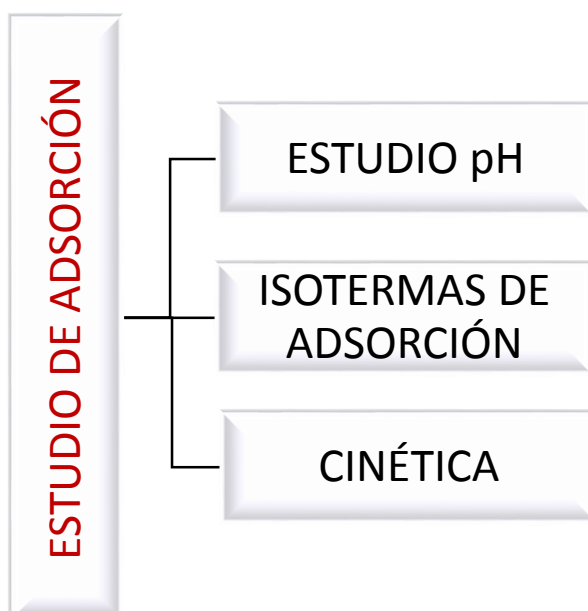 ESTUDIO DE ADSORCIÓN
ESTUDIO pH
ISOTERMAS DE
ADSORCIÓN
CINÉTICA